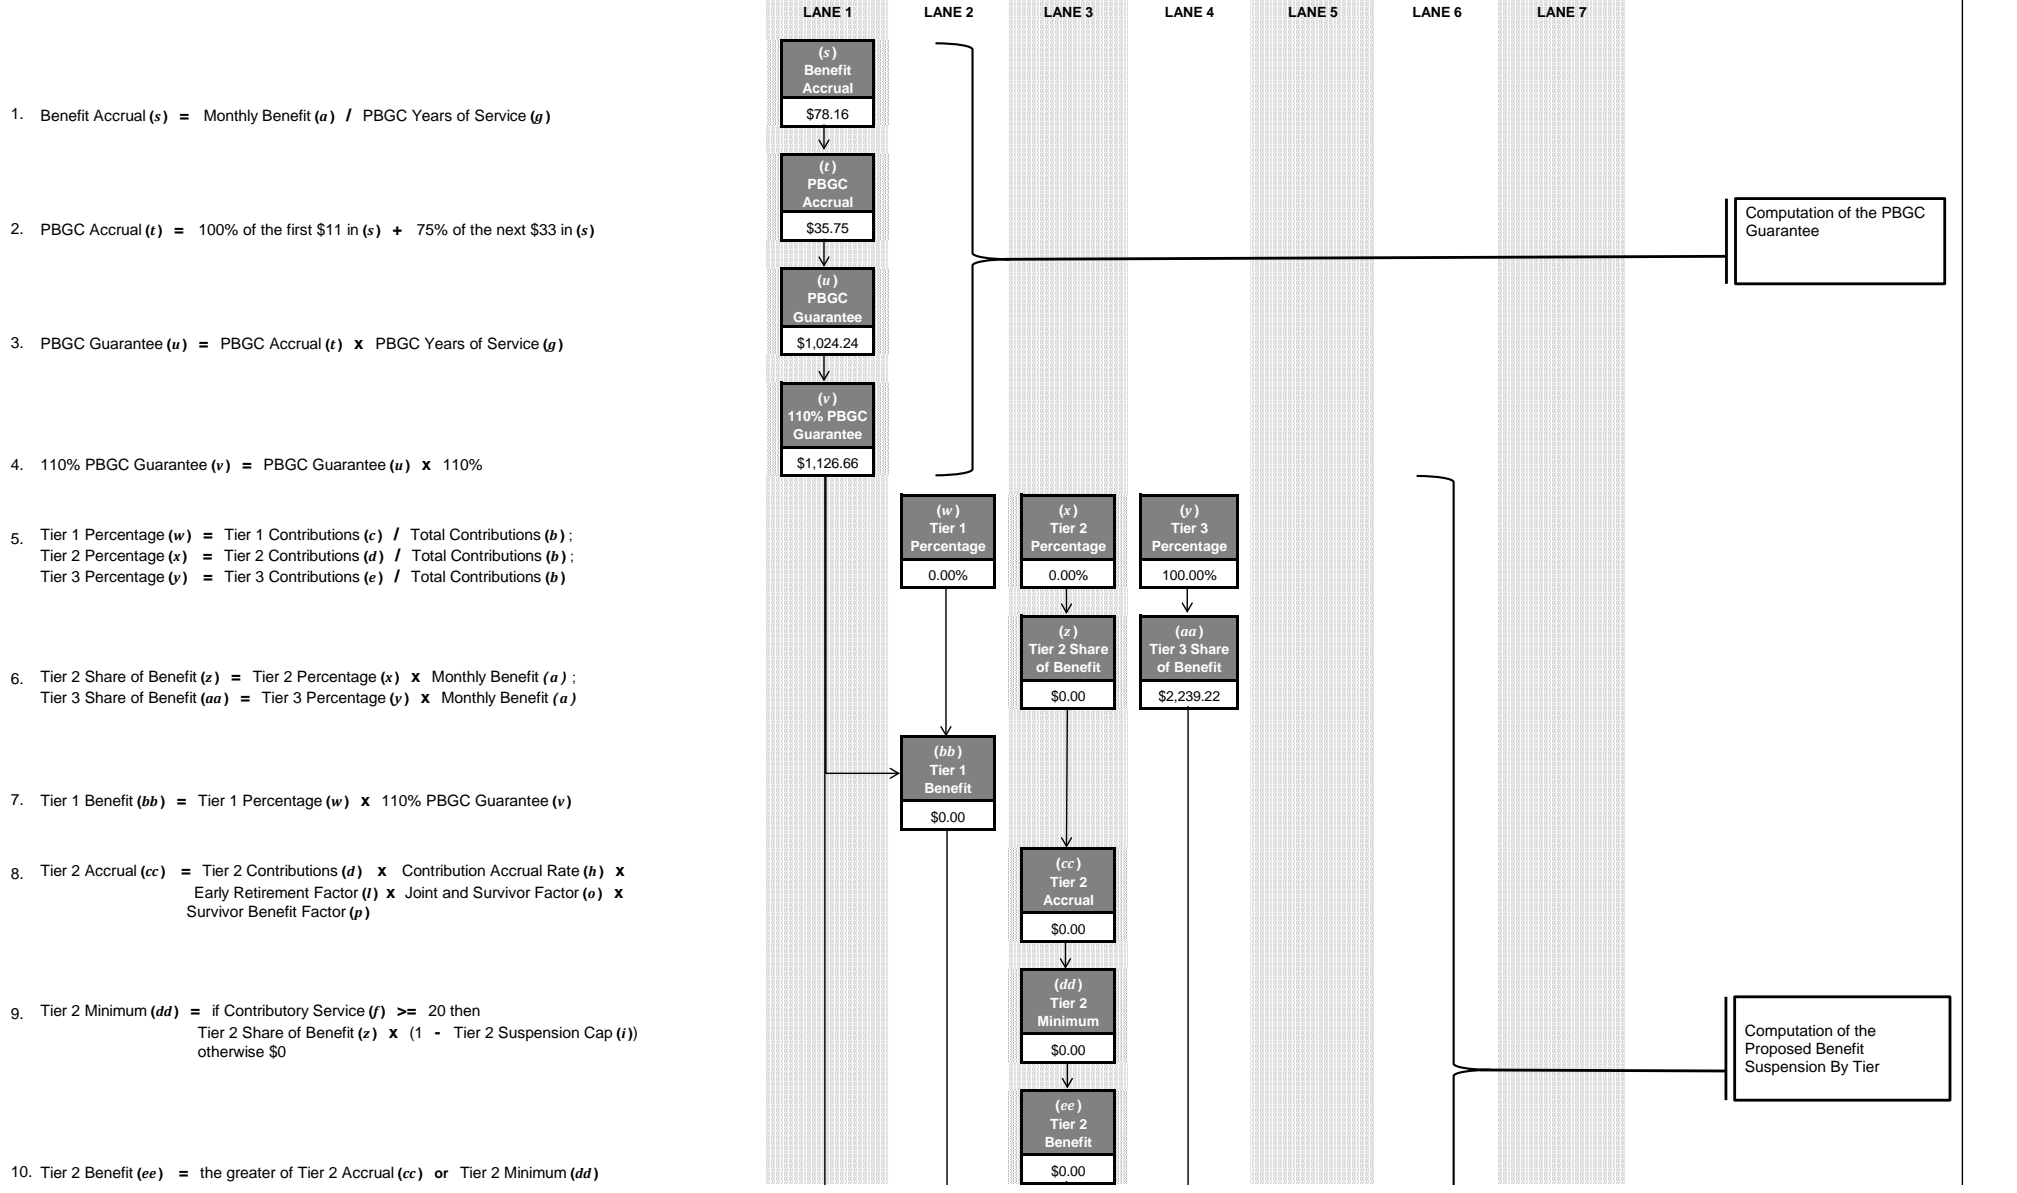 LANE 1 LANE 2 LANE 3 LANE 4 LANE 5 LANE 6 LANE 7
(s)
Benefit
Accrual
$78.16
1. Benefit Accrual (s) = Monthly Benefit (a) / PBGC Years of Service (g)
(t)
PBGC
Accrual
$35.75
2. PBGC Accrual (t) = 100% of the first $11 in (s) + 75% of the next $33 in (s)
Computation of the PBGC
Guarantee
(u)
PBGC
Guarantee
$1,024.24
3. PBGC Guarantee (u) = PBGC Accrual (t) x PBGC Years of Service (g)
(v)
110% PBGC
Guarantee
$1,126.66
4. 110% PBGC Guarantee (v) = PBGC Guarantee (u) x 110%
(w)
Tier 1
Percentage
0.00%
(x)
Tier 2
Percentage
0.00%
(y)
Tier 3
Percentage
100.00%
5. Tier 1 Percentage (w) = Tier 1 Contributions (c) / Total Contributions (b) ;
Tier 2 Percentage (x) = Tier 2 Contributions (d) / Total Contributions (b) ;
Tier 3 Percentage (y) = Tier 3 Contributions (e) / Total Contributions (b)
(z)
Tier 2 Share
of Benefit
$0.00
(aa)
Tier 3 Share
of Benefit
$2,239.22
6. Tier 2 Share of Benefit (z) = Tier 2 Percentage (x) x Monthly Benefit (a) ;
Tier 3 Share of Benefit (aa) = Tier 3 Percentage (y) x Monthly Benefit (a)
(bb)
Tier 1
Benefit
$0.00
7. Tier 1 Benefit (bb) = Tier 1 Percentage (w) x 110% PBGC Guarantee (v)
(cc)
Tier 2
Accrual
$0.00
8. Tier 2 Accrual (cc) = Tier 2 Contributions (d) x Contribution Accrual Rate (h) x
Early Retirement Factor (l) x Joint and Survivor Factor (o) x
Survivor Benefit Factor (p)
(dd)
Tier 2
Minimum
$0.00
9. Tier 2 Minimum (dd) = if Contributory Service (f) >= 20 then
Tier 2 Share of Benefit (z) x (1 - Tier 2 Suspension Cap (i))
otherwise $0
Computation of the
Proposed Benefit
Suspension By Tier
(ee)
Tier 2
Benefit
$0.00
10. Tier 2 Benefit (ee) = the greater of Tier 2 Accrual (cc) or Tier 2 Minimum (dd)